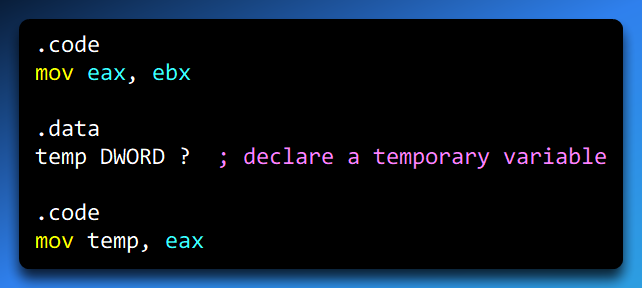 .code
mov eax, ebx
.data
temp DWORD ?  ; declare a temporary variable
.code
mov temp, eax